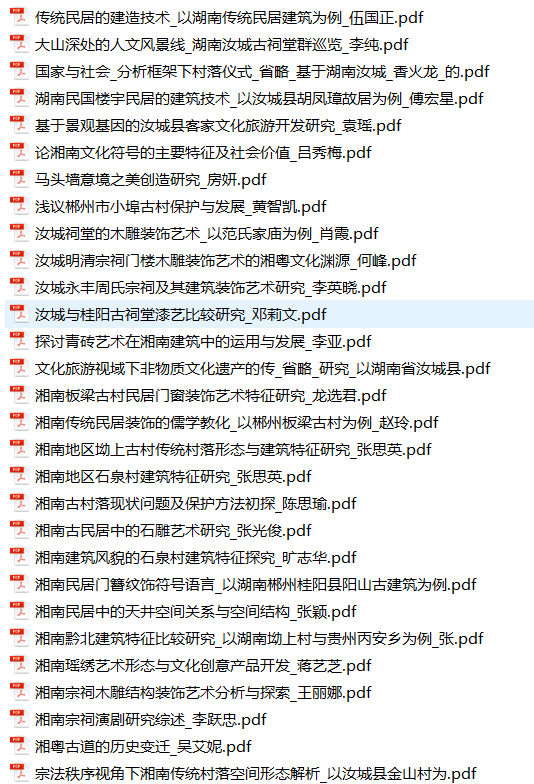 传统民居的建造技术_以湖南传统民居建筑为例_伍国正.pdf
大山深处的人文风景线_湖南汝城古祠堂群巡览_李纯.pdf
国家与社会_分析框架下村落仪式_省略_基于湖南汝城_香火龙_的.pdf
湖南民国楼宇民居的建筑技术_以汝城县胡凤璋故居为例_傅宏星.pdf
基于景观基因的汝城县客家文化旅游开发研究_袁瑶.pdf
论湘南文化符号的主要特征及社会价值_吕秀梅.pdf
马头墙意境之美创造研究_房妍.pdf
浅议郴州市小埠古村保护与发展_黄智凯.pdf
汝城祠堂的木雕装饰艺术_以范氏家庙为例_肖霞.pdf
汝城明清宗祠门楼木雕装饰艺术的湘粤文化渊源_何峰.pdf
汝城永丰周氏宗祠及其建筑装饰艺术研究_李英晓.pdf
汝城与桂阳古祠堂漆艺比较研究_邓莉文.pdf
探讨青砖艺术在湘南建筑中的运用与发展_李亚.pdf
文化旅游视域下非物质文化遗产的传_省略_研究_以湖南省汝城县.pdf
湘南板梁古村民居门窗装饰艺术特征研究_龙选君.pdf
湘南传统民居装饰的儒学教化_以郴州板梁古村为例_赵玲.pdf
湘南地区坳上古村传统村落形态与建筑特征研究_张思英.pdf
湘南地区石泉村建筑特征研究_张思英.pdf
湘南古村落现状问题及保护方法初探_陈思瑜.pdf
湘南古民居中的石雕艺术研究_张光俊.pdf
湘南建筑风貌的石泉村建筑特征探究_旷志华.pdf
湘南民居门簪纹饰符号语言_以湖南郴州桂阳县阳山古建筑为例.pdf
湘南民居中的天井空间关系与空间结构_张颖.pdf
湘南黔北建筑特征比较研究_以湖南坳上村与贵州丙安乡为例_张.pdf
湘南瑶绣艺术形态与文化创意产品开发_蒋艺芝.pdf
湘南宗祠木雕结构装饰艺术分析与探索_王丽娜.pdf
湘南宗祠演剧研究综述_李跃忠.pdf
湘粤古道的历史变迁_吴艾妮.pdf
宗法秩序视角下湘南传统村落空间形态解析_以汝城县金山村为.pdf